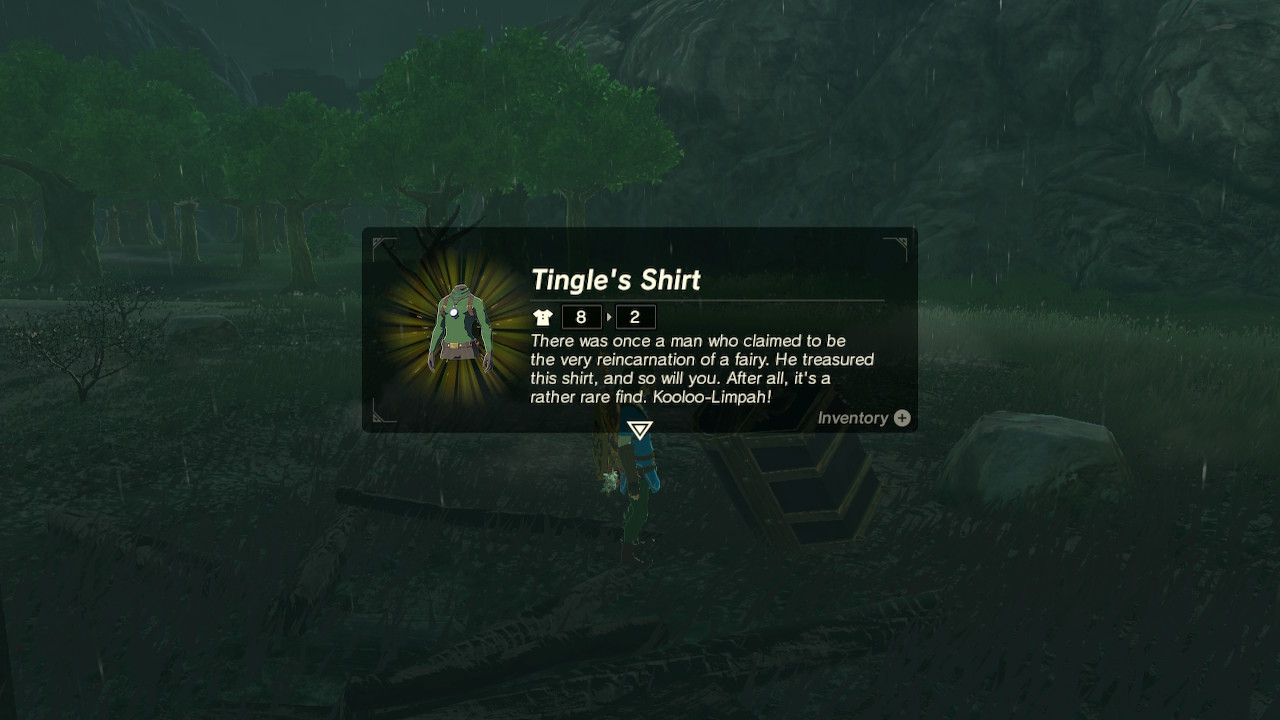 Tingle's Shirt
8 2
There was once a man who claimed to be
the very reincarnation of a fairy. He treasured
this shirt, and so will you. After all, it's a
rather rare find. Kooloo-Limpah!
Inventory +